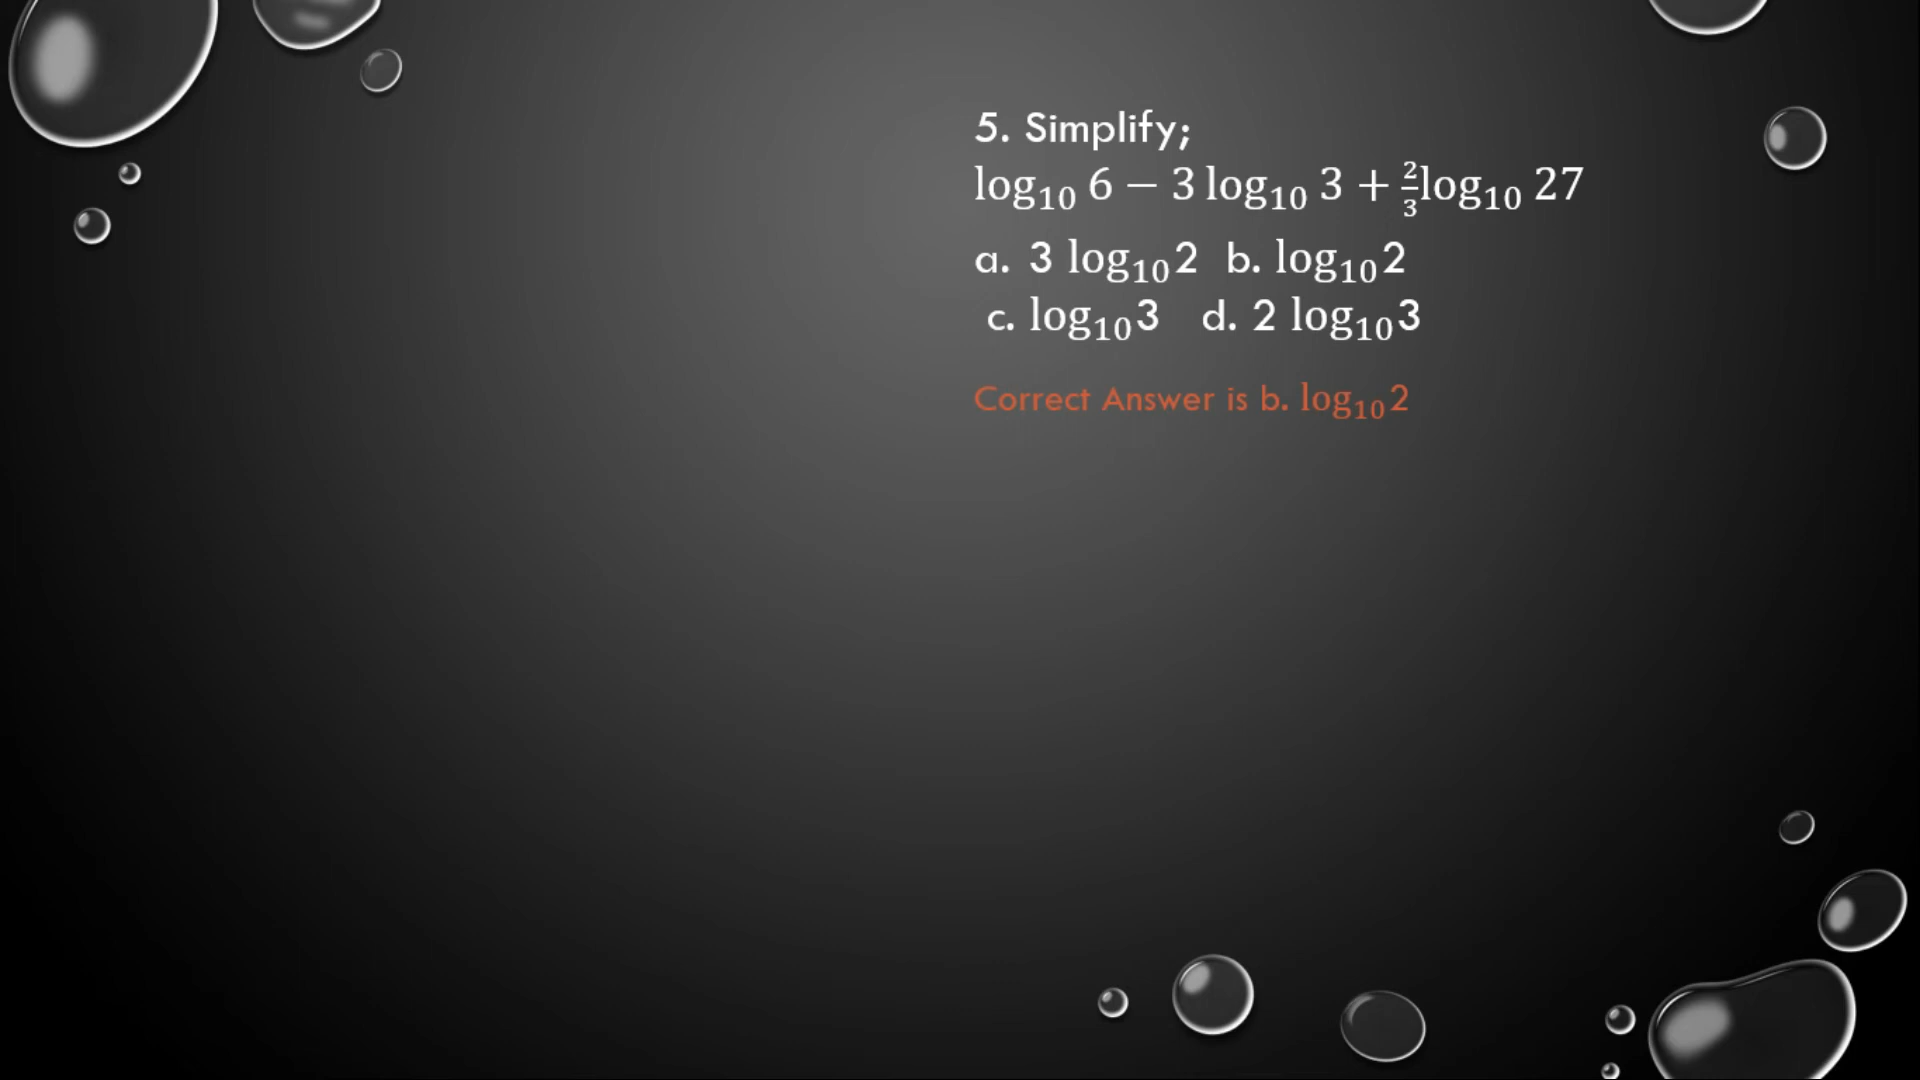 5. Simplify;
log₁₀ 6 − 3 log₁₀ 3 + ⅔log₁₀ 27
a. 3 log₁₀2 b. log₁₀2
c. log₁₀3 d. 2 log₁₀3
Correct Answer is b. log₁₀2